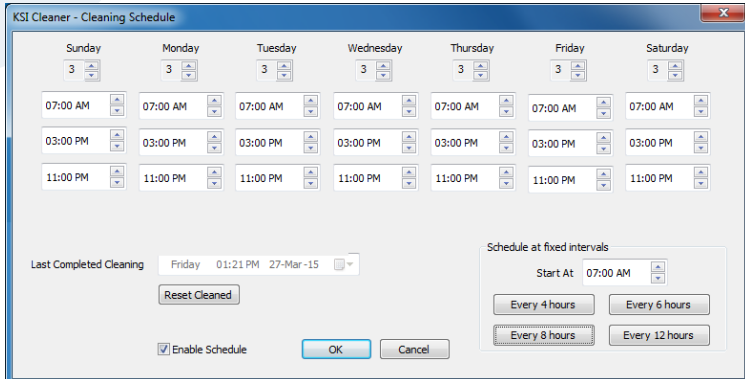 KSI Cleaner - Cleaning Schedule
Sunday Monday Tuesday Wednesday Thursday Friday Saturday
3 3 3 3 3 3 3
07:00 AM 07:00 AM 07:00 AM 07:00 AM 07:00 AM 07:00 AM 07:00 AM
03:00 PM 03:00 PM 03:00 PM 03:00 PM 03:00 PM 03:00 PM 03:00 PM
11:00 PM 11:00 PM 11:00 PM 11:00 PM 11:00 PM 11:00 PM 11:00 PM
Last Completed Cleaning Friday 01:21 PM 27-Mar-15
Reset Cleaned
Enable Schedule OK Cancel
Schedule at fixed intervals
Start At 07:00 AM
Every 4 hours Every 6 hours
Every 8 hours Every 12 hours